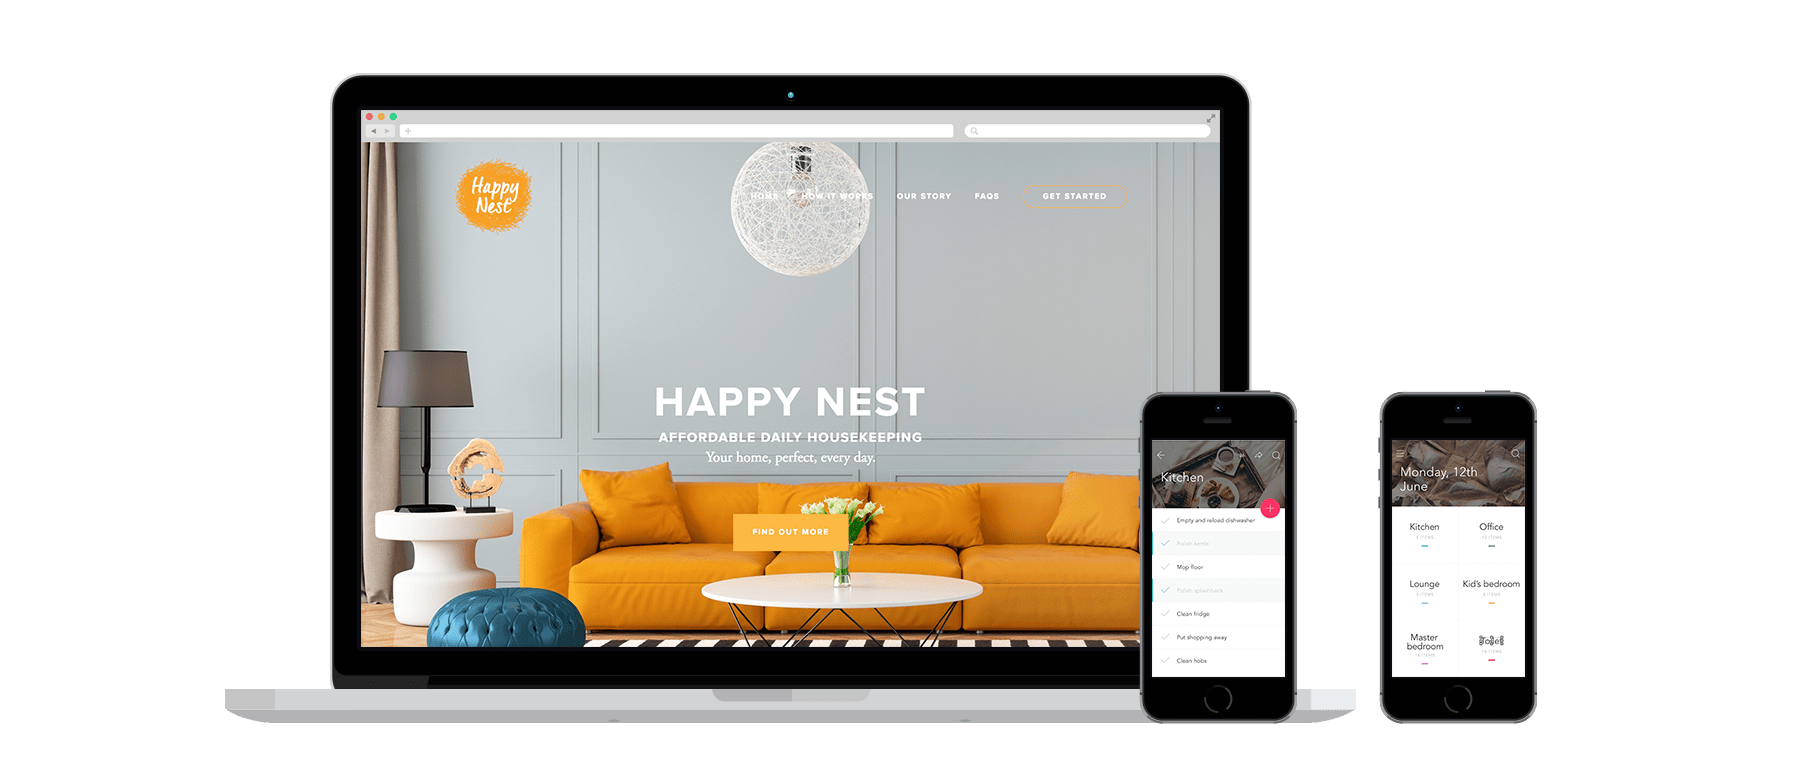 Happy
Nest
HOME
HOW IT WORKS
OUR STORY
FAQS
GET STARTED
HAPPY NEST
AFFORDABLE DAILY HOUSEKEEPING
Your home, perfect, every day.
FIND OUT MORE
Kitchen
Empty and reload dishwasher
Polish kettle
Mop floor
Polish splashback
Clean fridge
Put shopping away
Clean hobs
Monday, 12th
June
Kitchen
Office
Lounge
Kid's bedroom
Master
bedroom
Toilet